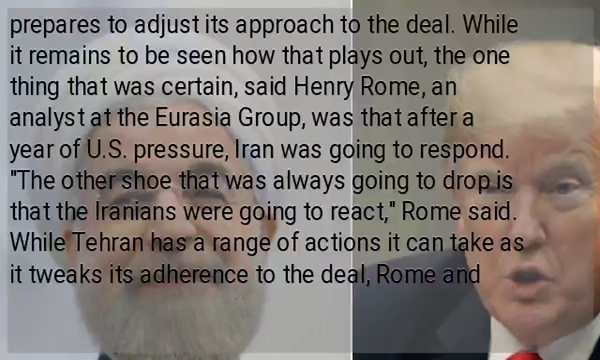 prepares to adjust its approach to the deal. While
it remains to be seen how that plays out, the one
thing that was certain, said Henry Rome, an
analyst at the Eurasia Group, was that after a
year of U.S. pressure, Iran was going to respond.
"The other shoe that was always going to drop is
that the Iranians were going to react," Rome said.
While Tehran has a range of actions it can take as
it tweaks its adherence to the deal, Rome and